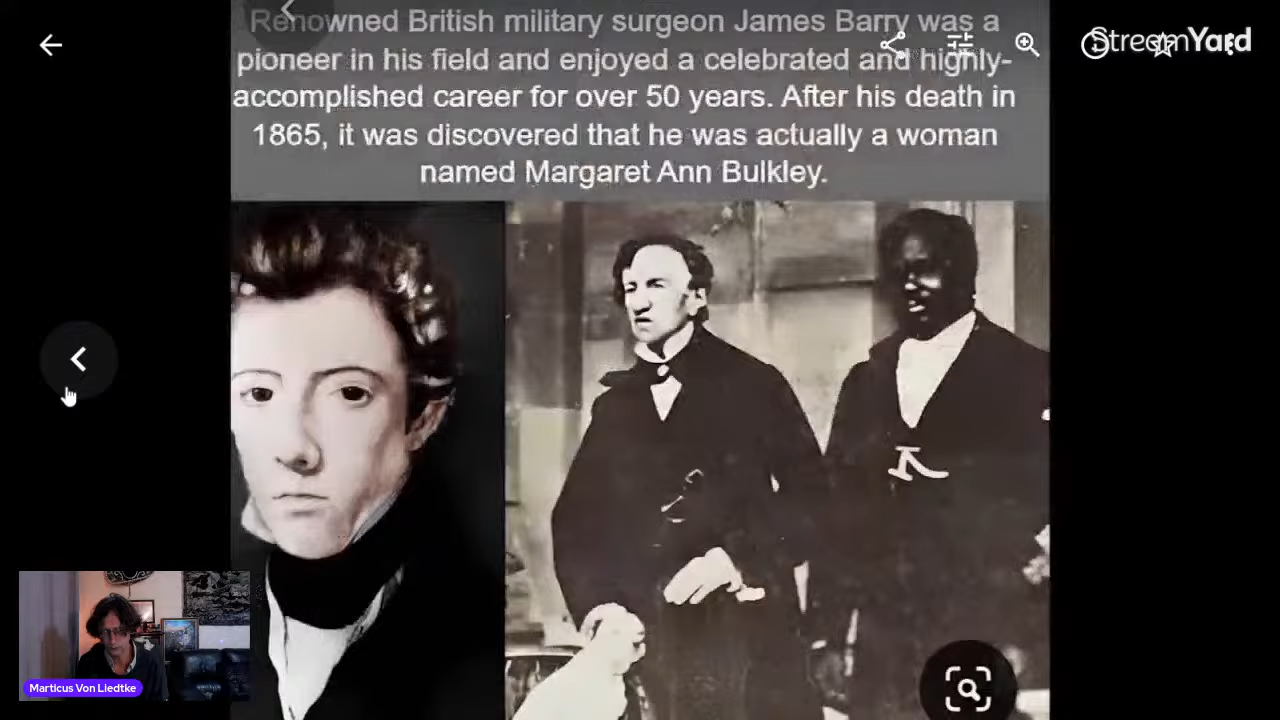 Renowned British military surgeon James Barry was a
pioneer in his field and enjoyed a celebrated and highly-
accomplished career for over 50 years. After his death in
1865, it was discovered that he was actually a woman
named Margaret Ann Bulkley.
StreamYard
Marticus Von Liedtke